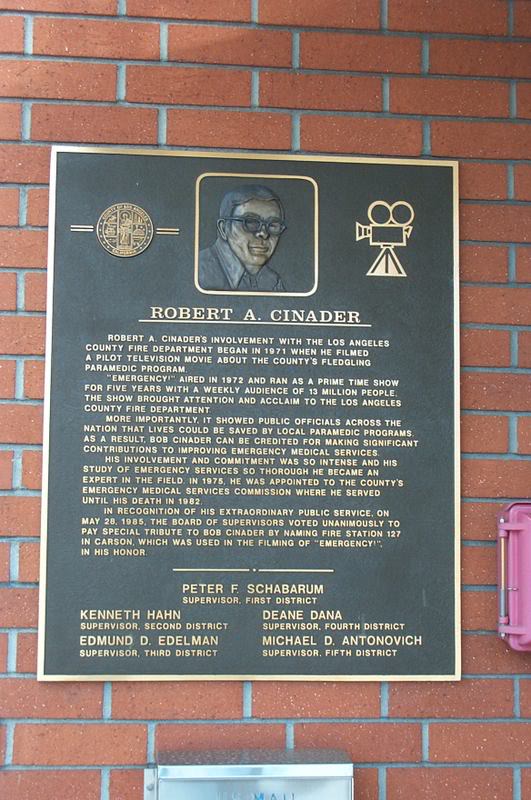 ROBERT A. CINADER
ROBERT A. CINADER'S INVOLVEMENT WITH THE LOS ANGELES
COUNTY FIRE DEPARTMENT BEGAN IN 1971 WHEN HE FILMED
A PILOT TELEVISION MOVIE ABOUT THE COUNTY'S FLEDGLING
PARAMEDIC PROGRAM.
"EMERGENCY!" AIRED IN 1972 AND RAN AS A PRIME TIME SHOW
FOR FIVE YEARS WITH A WEEKLY AUDIENCE OF 13 MILLION PEOPLE.
THE SHOW BROUGHT ATTENTION AND ACCLAIM TO THE LOS ANGELES
COUNTY FIRE DEPARTMENT
MORE IMPORTANTLY, IT SHOWED PUBLIC OFFICIALS ACROSS THE
NATION THAT LIVES COULD BE SAVED BY LOCAL PARAMEDIC PROGRAMS.
AS A RESULT, BOB CINADER CAN BE CREDITED FOR MAKING SIGNIFICANT
CONTRIBUTIONS TO IMPROVING EMERGENCY MEDICAL SERVICES.
HIS INVOLVEMENT AND COMMITMENT WAS SO INTENSE AND HIS
STUDY OF EMERGENCY SERVICES SO THOROUGH HE BECAME AN
EXPERT IN THE FIELD. IN 1975, HE WAS APPOINTED TO THE COUNTY'S
EMERGENCY MEDICAL SERVICES COMMISSION WHERE HE SERVED
UNTIL HIS DEATH IN 1982.
IN RECOGNITION OF HIS EXTRAORDINARY PUBLIC SERVICE, ON
MAY 28, 1985, THE BOARD OF SUPERVISORS VOTED UNANIMOUSLY TO
PAY SPECIAL TRIBUTE TO BOB CINADER BY NAMING FIRE STATION 127
IN CARSON, WHICH WAS USED IN THE FILMING OF "EMERGENCY!",
IN HIS HONOR.
PETER F. SCHABARUM
SUPERVISOR, FIRST DISTRICT
KENNETH HAHN
SUPERVISOR, SECOND DISTRICT
DEANE DANA
SUPERVISOR, FOURTH DISTRICT
EDMUND D. EDELMAN
SUPERVISOR, THIRD DISTRICT
MICHAEL D. ANTONOVICH
SUPERVISOR, FIFTH DISTRICT
U.S. MAIL